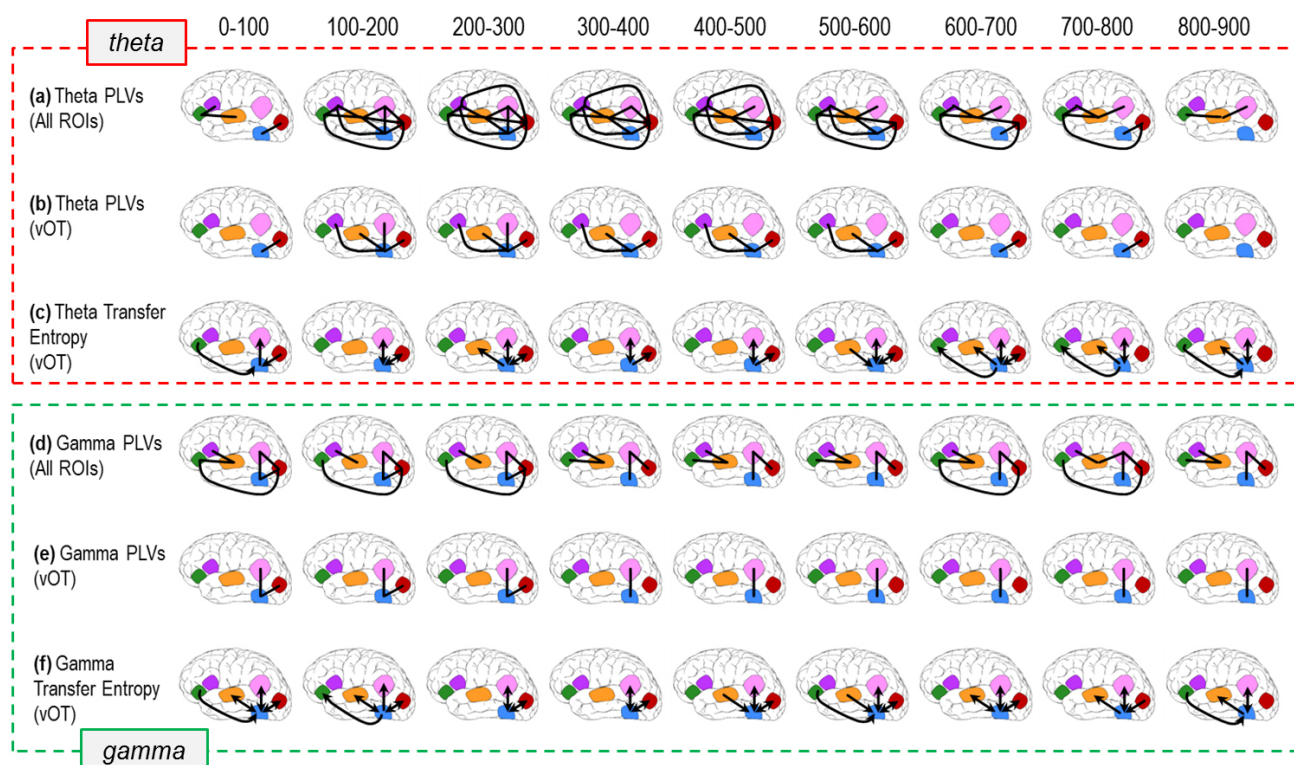 theta
0-100 100-200 200-300 300-400 400-500 500-600 600-700 700-800 800-900
(a) Theta PLVs
(All ROIs)
(b) Theta PLVs
(vOT)
(c) Theta Transfer
Entropy
(vOT)
(d) Gamma PLVs
(All ROIs)
(e) Gamma PLVs
(vOT)
(f) Gamma
Transfer Entropy
(vOT)
gamma